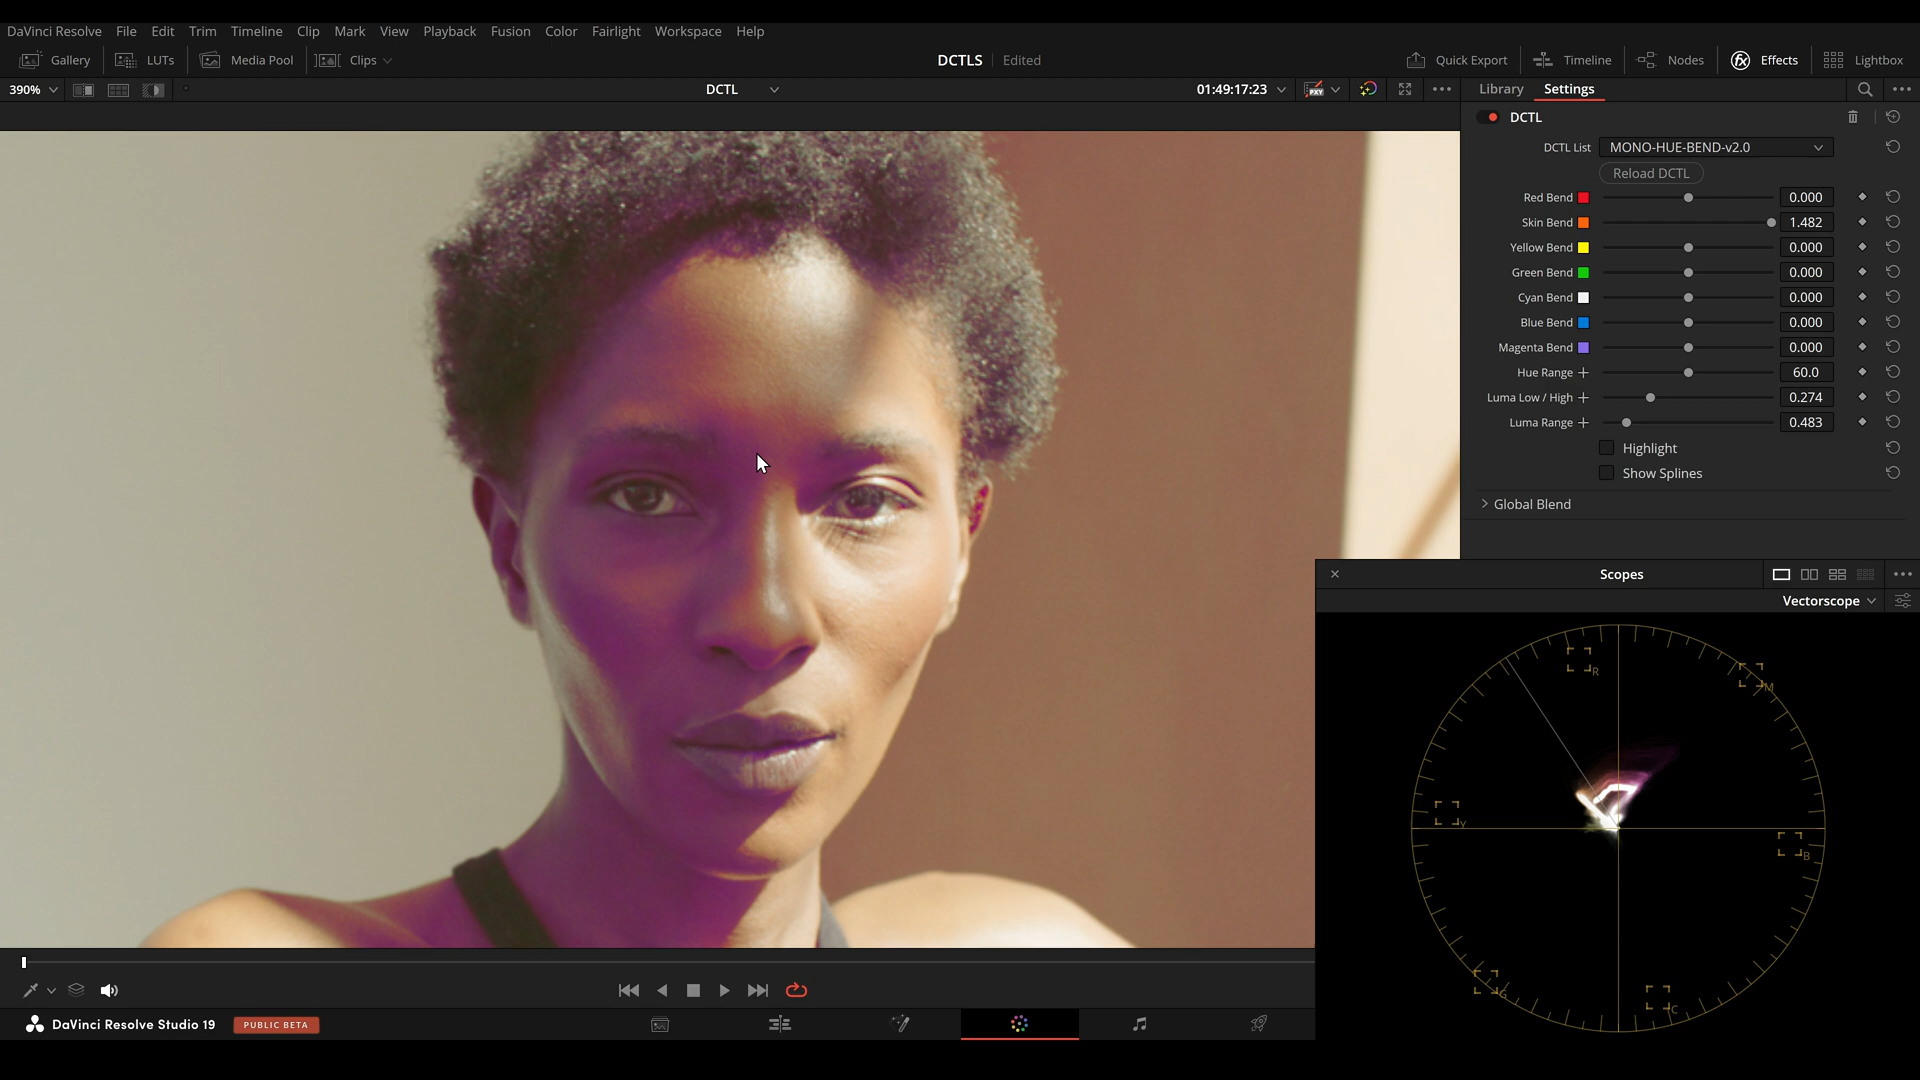 DaVinci Resolve File Edit Trim Timeline Clip Mark View Playback Fusion Color Fairlight Workspace Help
Gallery LUTs Media Pool Clips DCTLS Edited Quick Export Timeline Nodes Effects Lightbox
390% DCTL 01:49:17:23 PXY Library Settings
DCTL
DCTL List MONO-HUE-BEND-v2.0
Reload DCTL
Red Bend 0.000
Skin Bend 1.482
Yellow Bend 0.000
Green Bend 0.000
Cyan Bend 0.000
Blue Bend 0.000
Magenta Bend 0.000
Hue Range 60.0
Luma Low / High 0.274
Luma Range 0.483
Highlight
Show Splines
Global Blend
Scopes
Vectorscope
R
M
Y
B
G
C
DaVinci Resolve Studio 19 PUBLIC BETA